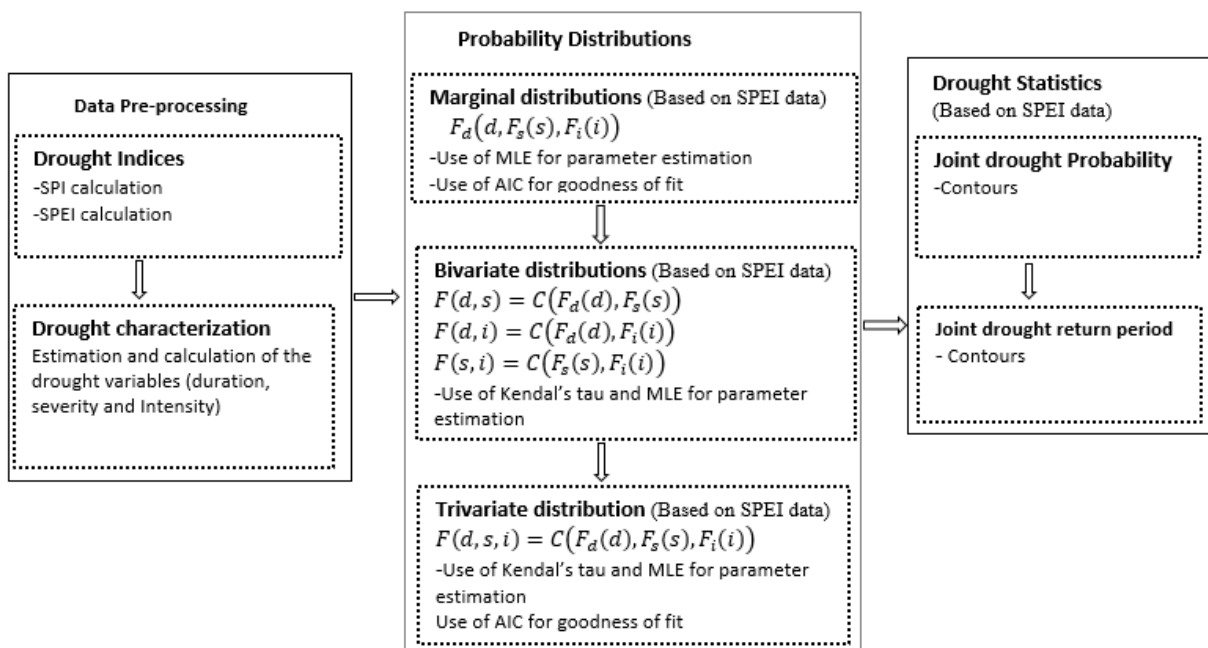 Data Pre-processing
Drought Indices
-SPI calculation
-SPEI calculation
Drought characterization
Estimation and calculation of the
drought variables (duration,
severity and Intensity)
Probability Distributions
Marginal distributions (Based on SPEI data)
F_d(d, F_s(s), F_i(i))
-Use of MLE for parameter estimation
-Use of AIC for goodness of fit
Bivariate distributions (Based on SPEI data)
F(d, s) = C(F_d(d), F_s(s))
F(d, i) = C(F_d(d), F_i(i))
F(s, i) = C(F_s(s), F_i(i))
-Use of Kendal's tau and MLE for parameter
estimation
Trivariate distribution (Based on SPEI data)
F(d, s, i) = C(F_d(d), F_s(s), F_i(i))
-Use of Kendal's tau and MLE for parameter
estimation
Use of AIC for goodness of fit
Drought Statistics
(Based on SPEI data)
Joint drought Probability
-Contours
Joint drought return period
- Contours